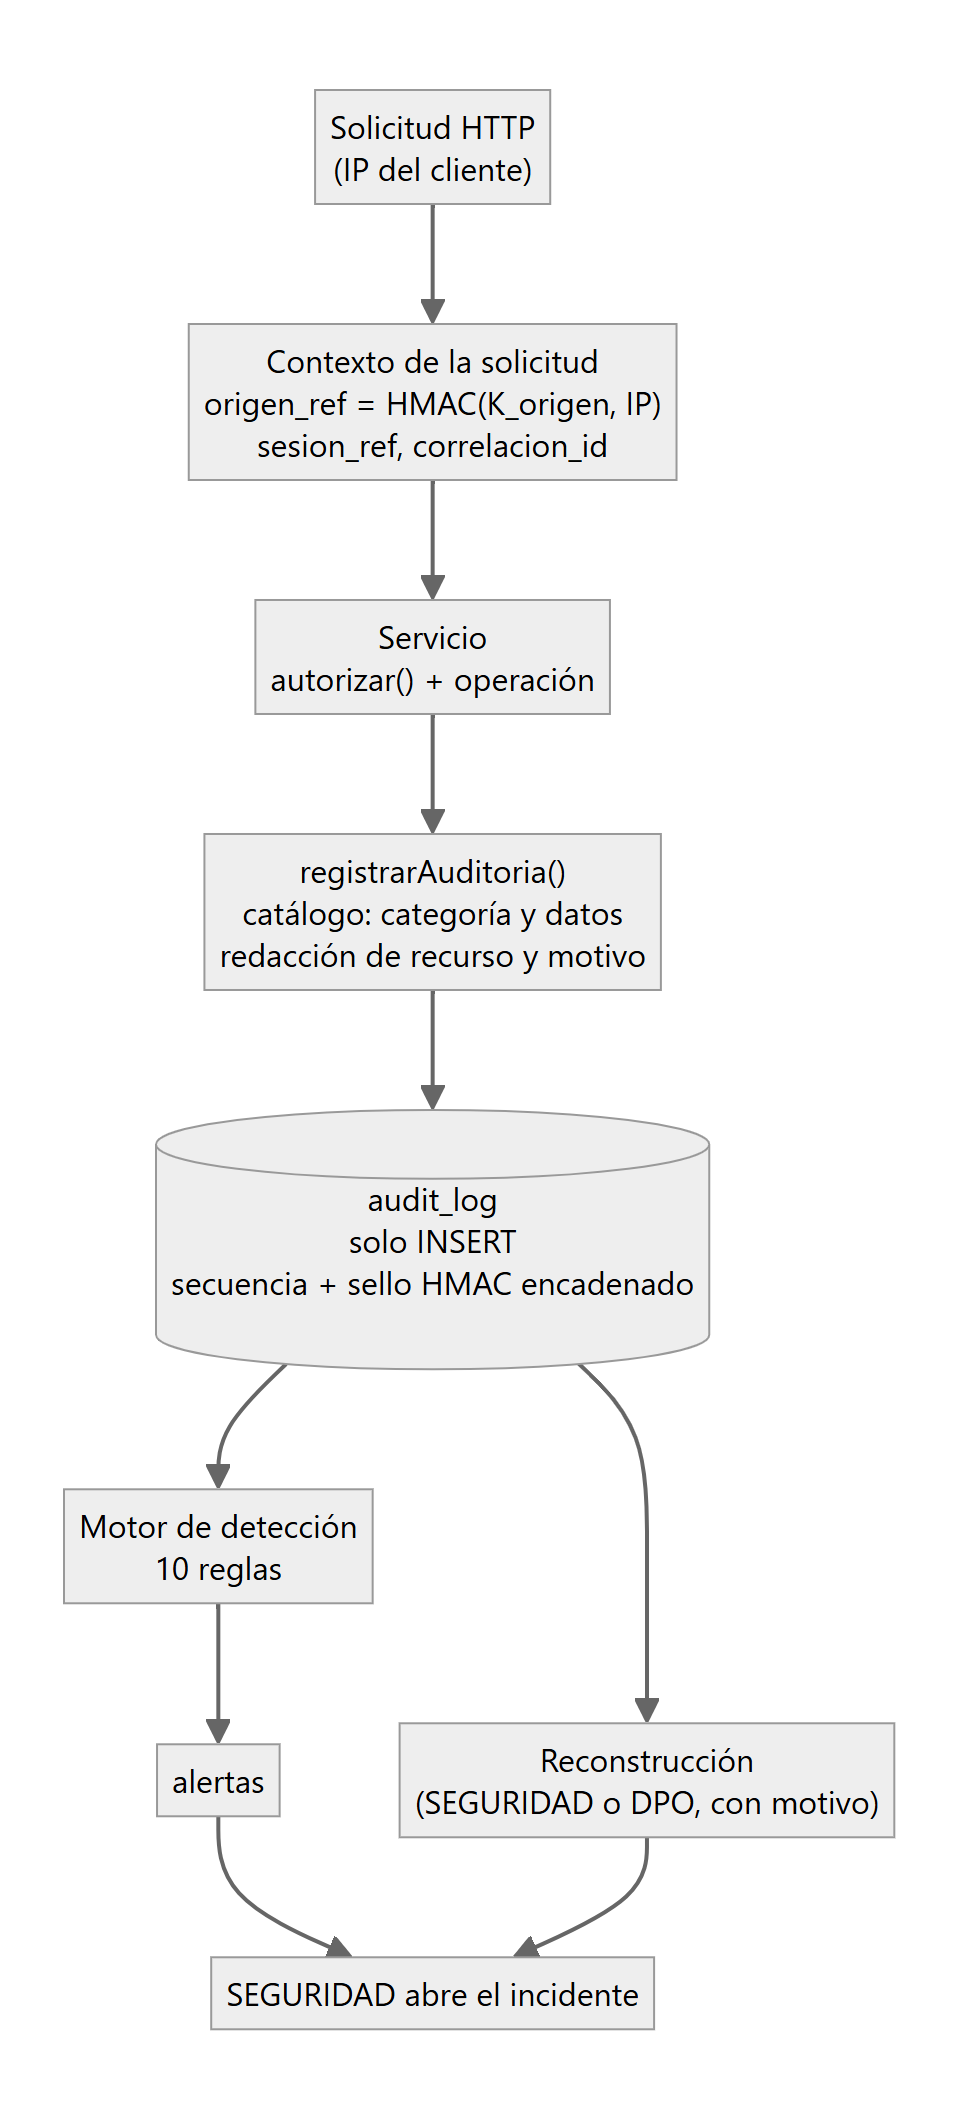 Solicitud HTTP
(IP del cliente)
Contexto de la solicitud
origen_ref = HMAC(K_origen, IP)
sesion_ref, correlacion_id
Servicio
autorizar() + operación
registrarAuditoria()
catálogo: categoría y datos
redacción de recurso y motivo
audit_log
solo INSERT
secuencia + sello HMAC encadenado
Motor de detección
10 reglas
alertas
Reconstrucción
(SEGURIDAD o DPO, con motivo)
SEGURIDAD abre el incidente